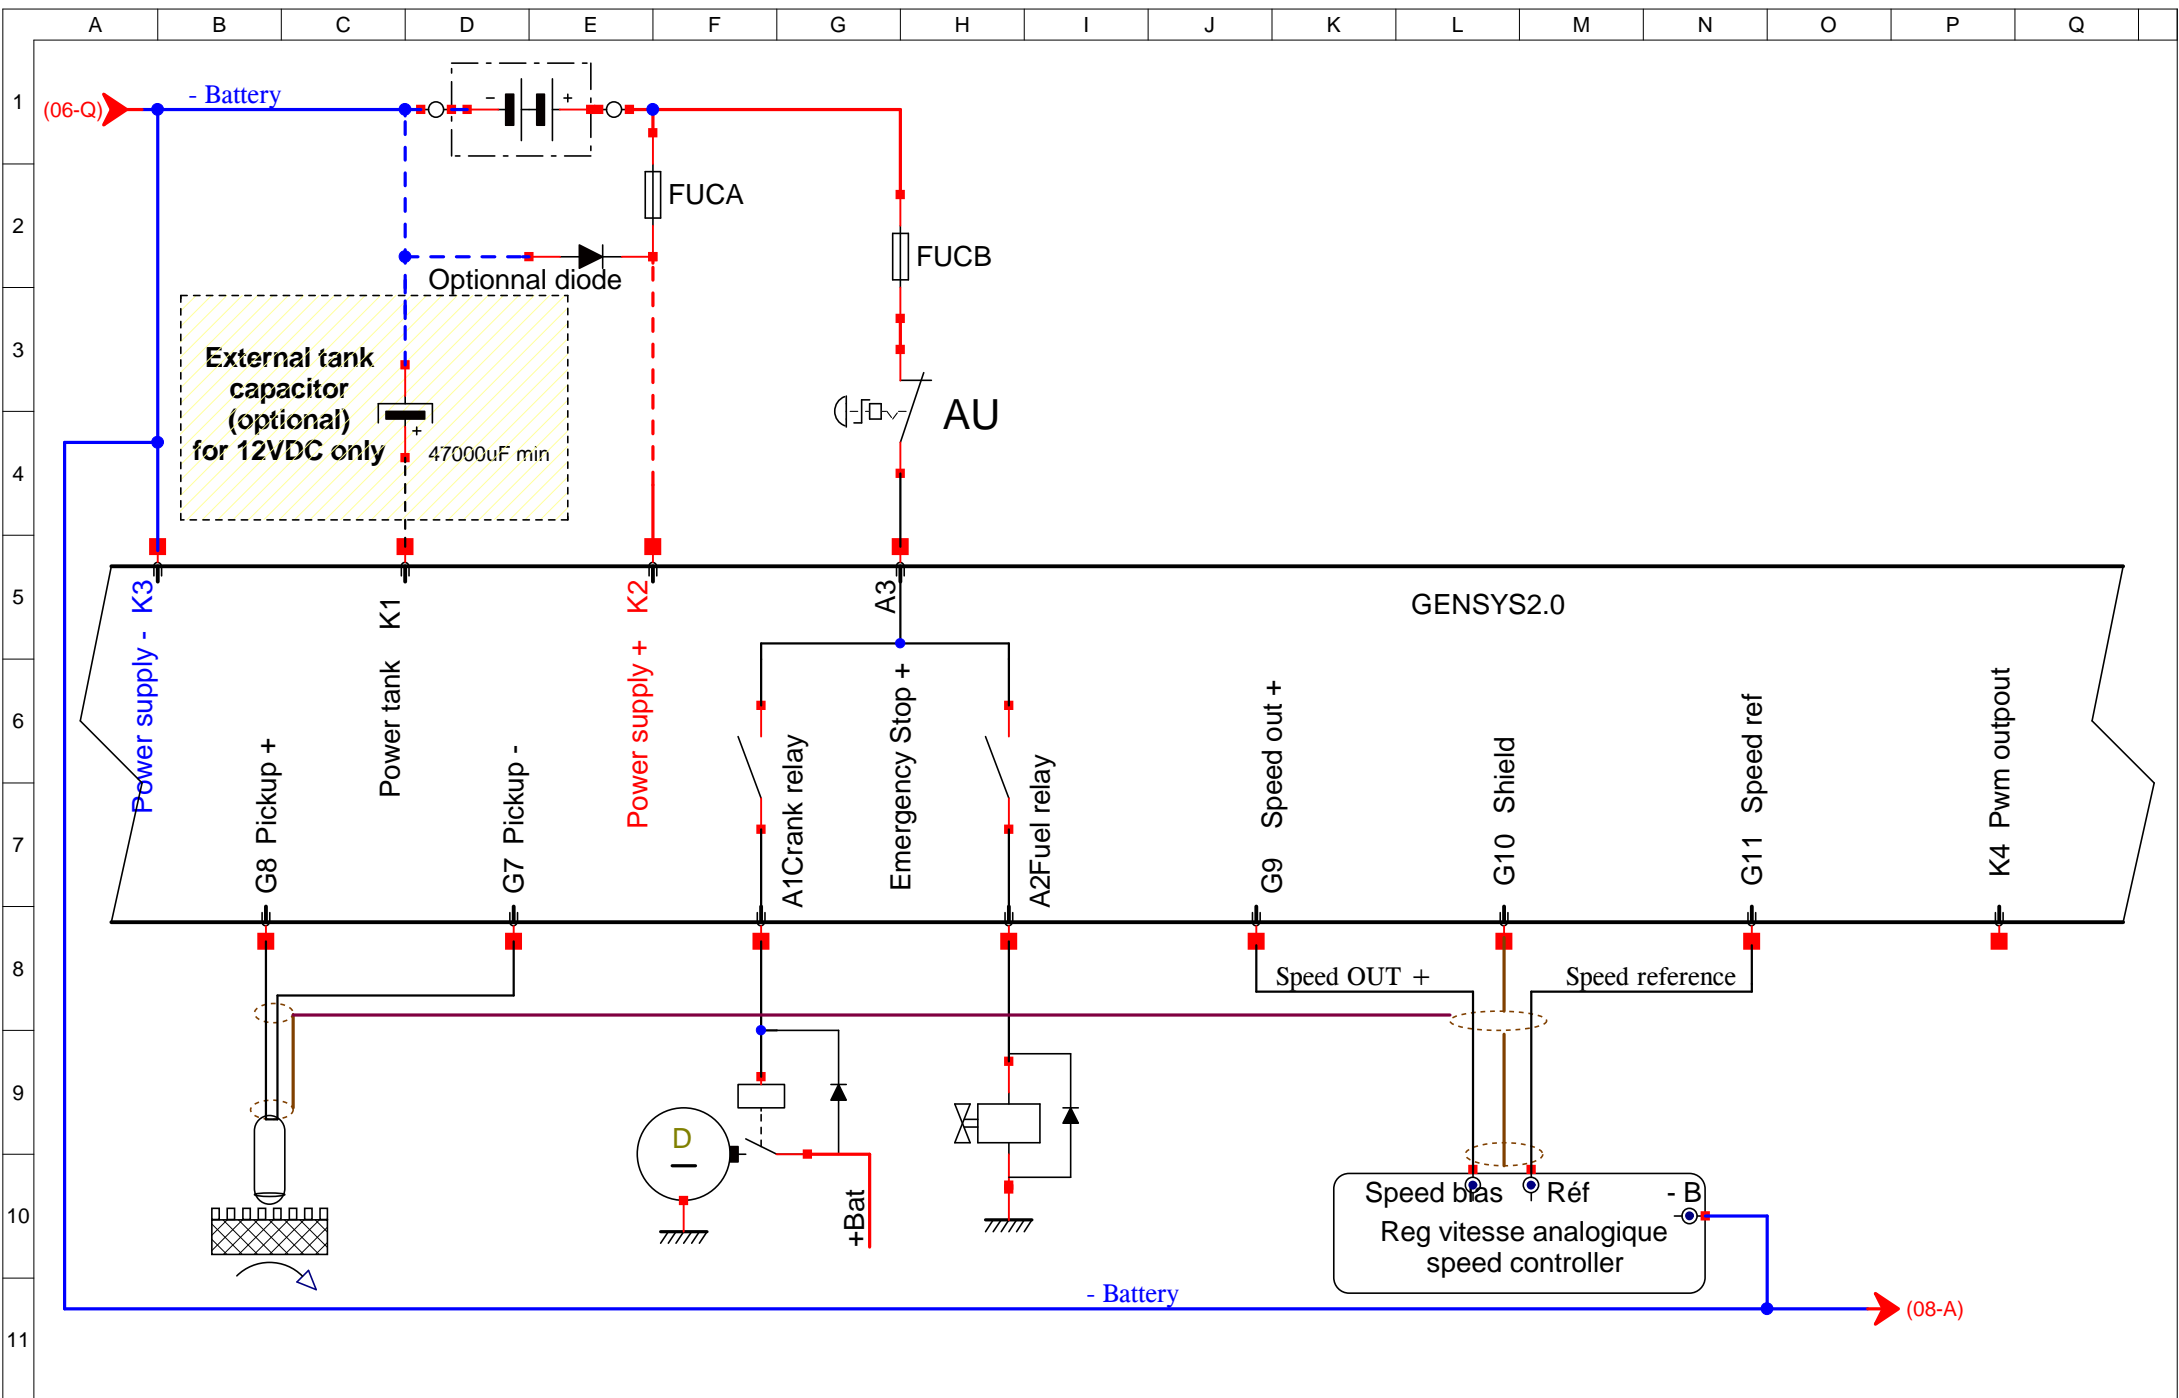 A B C D E F G H I J K L M N O P Q
1
(06-Q)
- Battery
- +
2
FUCA
FUCB
Optionnal diode
3
External tank
capacitor
(optional)
for 12VDC only
+
47000uF min
AU
4
5
Power supply - K3
Power tank K1
Power supply + K2
A3
Emergency Stop +
GENSYS2.0
6
7
G8 Pickup +
G7 Pickup -
A1Crank relay
A2Fuel relay
G9 Speed out +
G10 Shield
G11 Speed ref
K4 Pwm outpout
8
Speed OUT +
Speed reference
9
D
10
+Bat
Speed bias
Réf
- B
Reg vitesse analogique
speed controller
- Battery
(08-A)
11